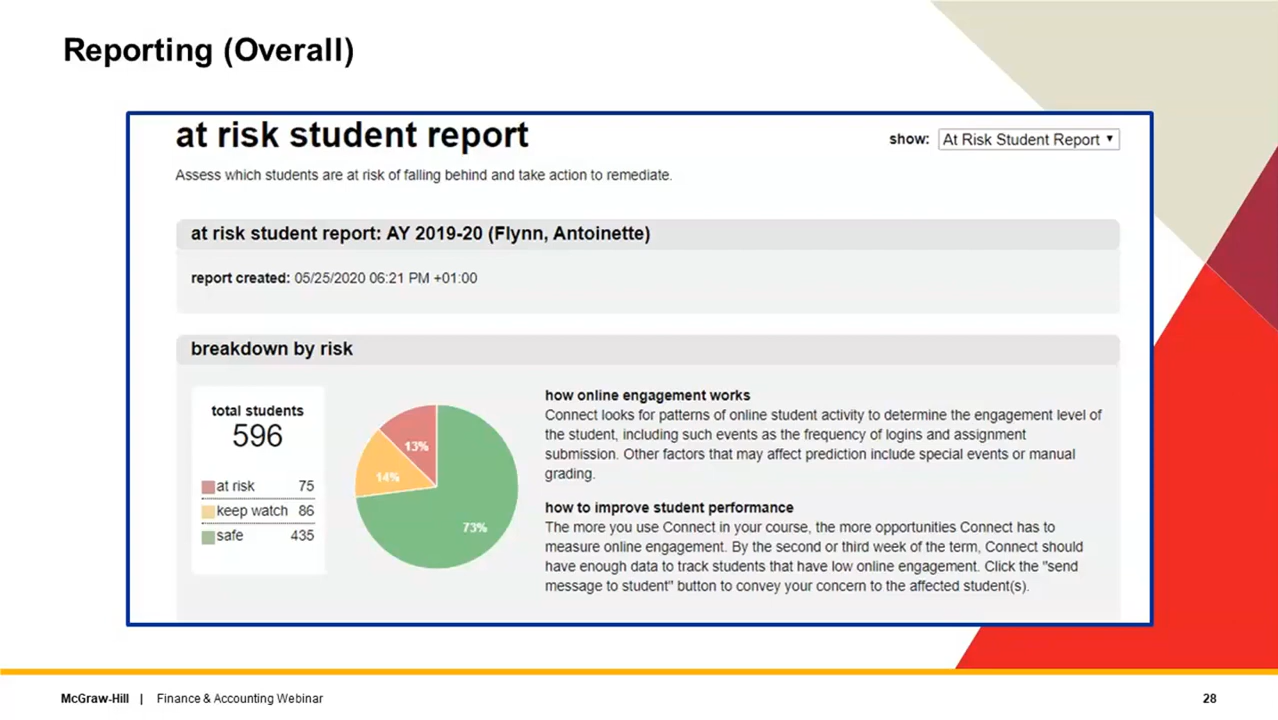 Reporting (Overall)
at risk student report
show: At Risk Student Report
Assess which students are at risk of falling behind and take action to remediate.
at risk student report: AY 2019-20 (Flynn, Antoinette)
report created: 05/25/2020 06:21 PM +01:00
breakdown by risk
total students
596
at risk 75
keep watch 86
safe 435
13%
14%
73%
how online engagement works
Connect looks for patterns of online student activity to determine the engagement level of
the student, including such events as the frequency of logins and assignment
submission. Other factors that may affect prediction include special events or manual
grading.
how to improve student performance
The more you use Connect in your course, the more opportunities Connect has to
measure online engagement. By the second or third week of the term, Connect should
have enough data to track students that have low online engagement. Click the "send
message to student" button to convey your concern to the affected student(s).
McGraw-Hill | Finance & Accounting Webinar
28